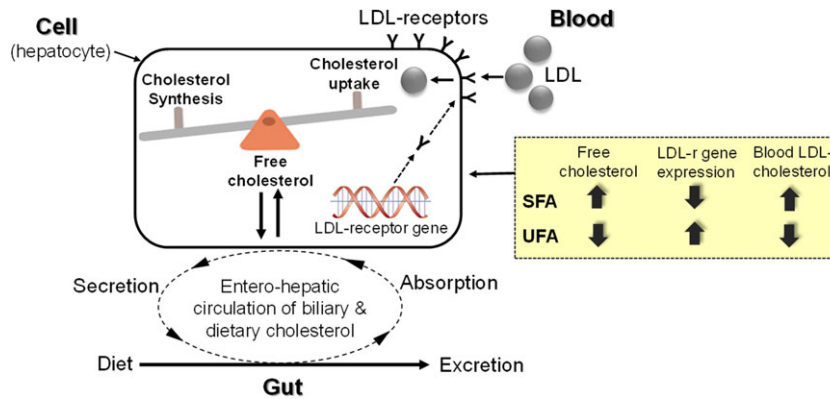 Cell
(hepatocyte)
LDL-receptors
Blood
LDL
Cholesterol
Synthesis
Cholesterol
uptake
Free
cholesterol
LDL-receptor gene
Free
cholesterol
LDL-r gene
expression
Blood LDL-
cholesterol
SFA
UFA
Secretion
Entero-hepatic
circulation of biliary &
dietary cholesterol
Absorption
Diet
Excretion
Gut